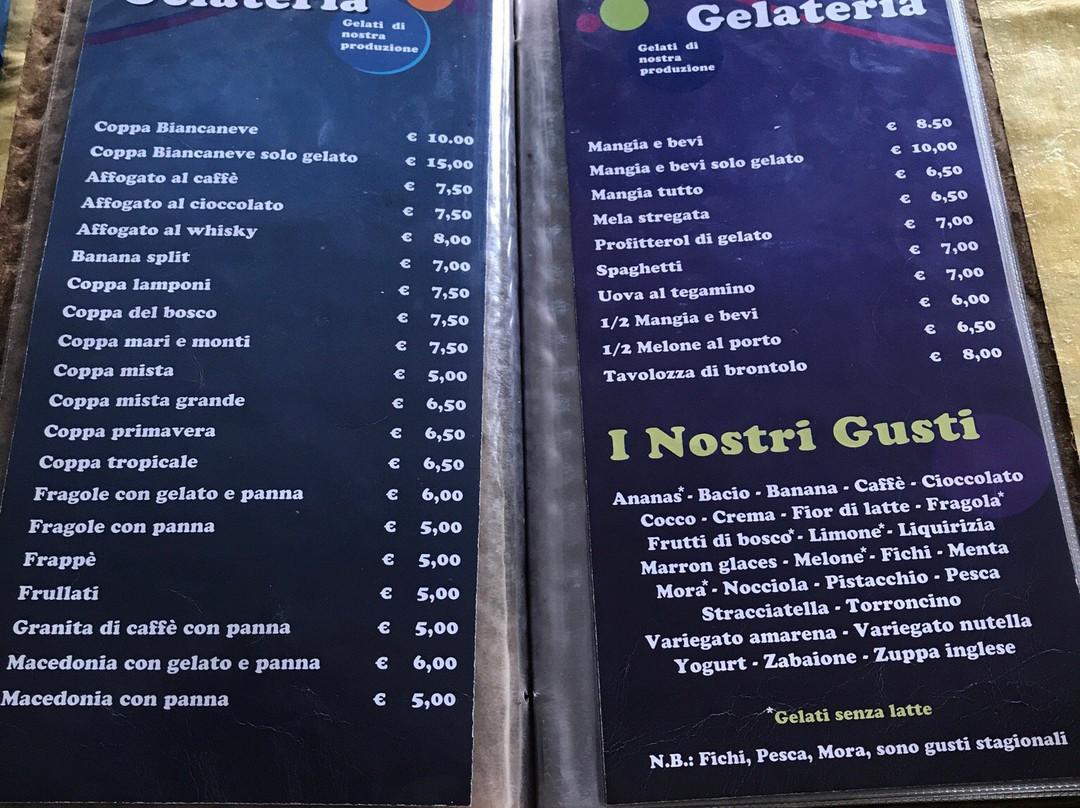 Gelateria
Gelati di
nostra
produzione
Coppa Biancaneve € 10.00
Coppa Biancaneve solo gelato € 15,00
Affogato al caffè € 7,50
Affogato al cioccolato € 7,50
Affogato al whisky € 8,00
Banana split € 7,00
Coppa lamponi € 7,50
Coppa del bosco € 7,50
Coppa mari e monti € 7,50
Coppa mista € 5,00
Coppa mista grande € 6,50
Coppa primavera € 6,50
Coppa tropicale € 6,50
Fragole con gelato e panna € 6,00
Fragole con panna € 5,00
Frappè € 5,00
Frullati € 5,00
Granita di caffè con panna € 5,00
Macedonia con gelato e panna € 6,00
Macedonia con panna € 5,00
Gelateria
Gelati di
nostra
produzione
Mangia e bevi € 8.50
Mangia e bevi solo gelato € 10,00
Mangia tutto € 6,50
Mela stregata € 6,50
Profitterol di gelato € 7,00
Spaghetti € 7,00
Uova al tegamino € 7,00
1/2 Mangia e bevi € 6,00
1/2 Melone al porto € 6,50
Tavolozza di brontolo € 8,00
I Nostri Gusti
Ananas* - Bacio - Banana - Caffè - Cioccolato
Cocco - Crema - Fior di latte - Fragola*
Frutti di bosco* - Limone* - Liquirizia
Marron glaces - Melone* - Fichi - Menta
Mora* - Nocciola - Pistacchio - Pesca
Stracciatella - Torroncino
Variegato amarena - Variegato nutella
Yogurt - Zabaione - Zuppa inglese
*Gelati senza latte
N.B.: Fichi, Pesca, Mora, sono gusti stagionali